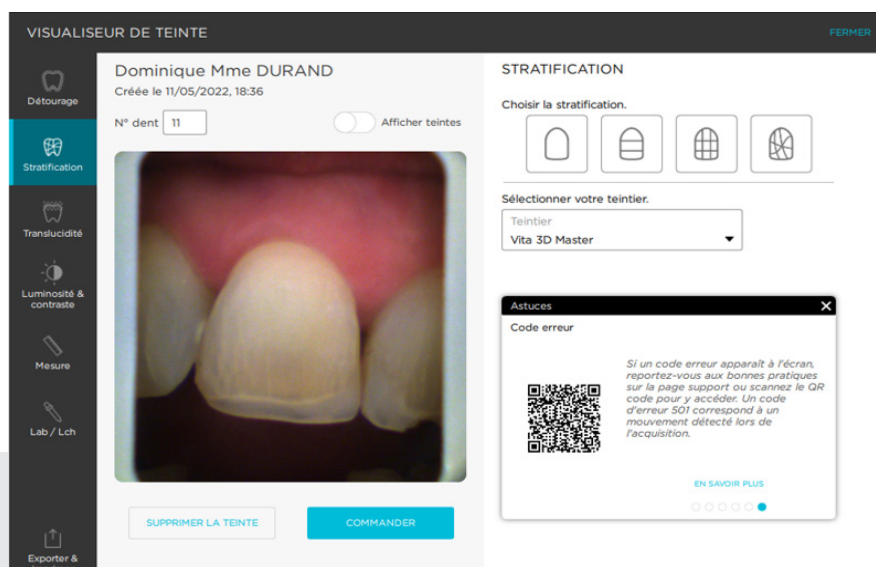 VISUALISEUR DE TEINTE
FERMER
Détourage
Stratification
Translucidité
Luminosité &
contraste
Mesure
Lab / Lch
Exporter &
Dominique Mme DURAND
Créée le 11/05/2022, 18:36
N° dent 11
Afficher teintes
SUPPRIMER LA TEINTE
COMMANDER
STRATIFICATION
Choisir la stratification.
Sélectionner votre teintier.
Teintier
Vita 3D Master
Astuces
Code erreur
Si un code erreur apparaît à l'écran,
reportez-vous aux bonnes pratiques
sur la page support ou scannez le QR
code pour y accéder. Un code
d'erreur 501 correspond à un
mouvement détecté lors de
l'acquisition.
EN SAVOIR PLUS